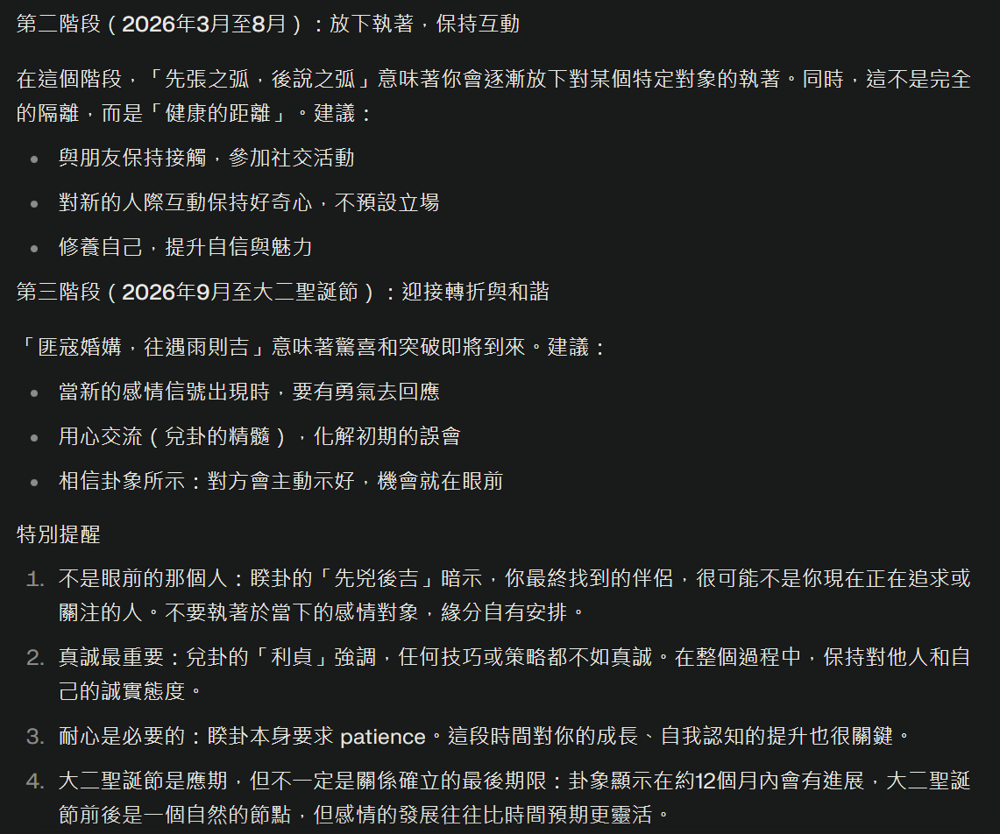 第二階段（2026年3月至8月）：放下執著，保持互動
在這個階段，「先張之弧，後說之弧」意味著你會逐漸放下對某個特定對象的執著。同時，這不是完全
的隔離，而是「健康的距離」。建議：
與朋友保持接觸，參加社交活動
對新的人際互動保持好奇心，不預設立場
修養自己，提升自信與魅力
第三階段（2026年9月至大二聖誕節）：迎接轉折與和諧
「匪寇婚媾，往遇雨則吉」意味著驚喜和突破即將到來。建議：
當新的感情信號出現時，要有勇氣去回應
用心交流（兌卦的精髓），化解初期的誤會
相信卦象所示：對方會主動示好，機會就在眼前
特別提醒
1. 不是眼前的那個人：睽卦的「先兇後吉」暗示，你最終找到的伴侶，很可能不是你現在正在追求或
關注的人。不要執著於當下的感情對象，緣分自有安排。
2. 真誠最重要：兌卦的「利貞」強調，任何技巧或策略都不如真誠。在整個過程中，保持對他人和自
己的誠實態度。
3. 耐心是必要的：睽卦本身要求 patience。這段時間對你的成長、自我認知的提升也很關鍵。
4. 大二聖誕節是應期，但不一定是關係確立的最後期限：卦象顯示在約12個月內會有進展，大二聖誕
節前後是一個自然的節點，但感情的發展往往比時間預期更靈活。